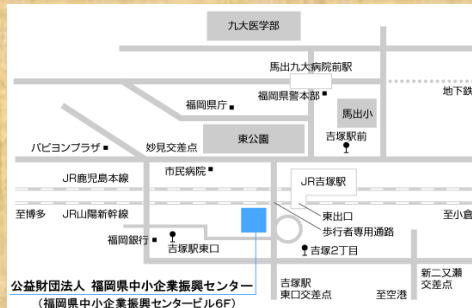 九大医学部
馬出九大病院前駅
地下鉄
福岡県庁
福岡県警本部
馬出小
東公園
吉塚駅前
パピヨンプラザ
妙見交差点
市民病院
JR鹿児島本線
JR吉塚駅
至博多
JR山陽新幹線
東出口
至小倉
歩行者専用通路
福岡銀行
吉塚駅東口
吉塚2丁目
公益財団法人 福岡県中小企業振興センター
(福岡県中小企業振興センタービル6F)
吉塚駅
東口交差点
至空港
新二又瀬
交差点